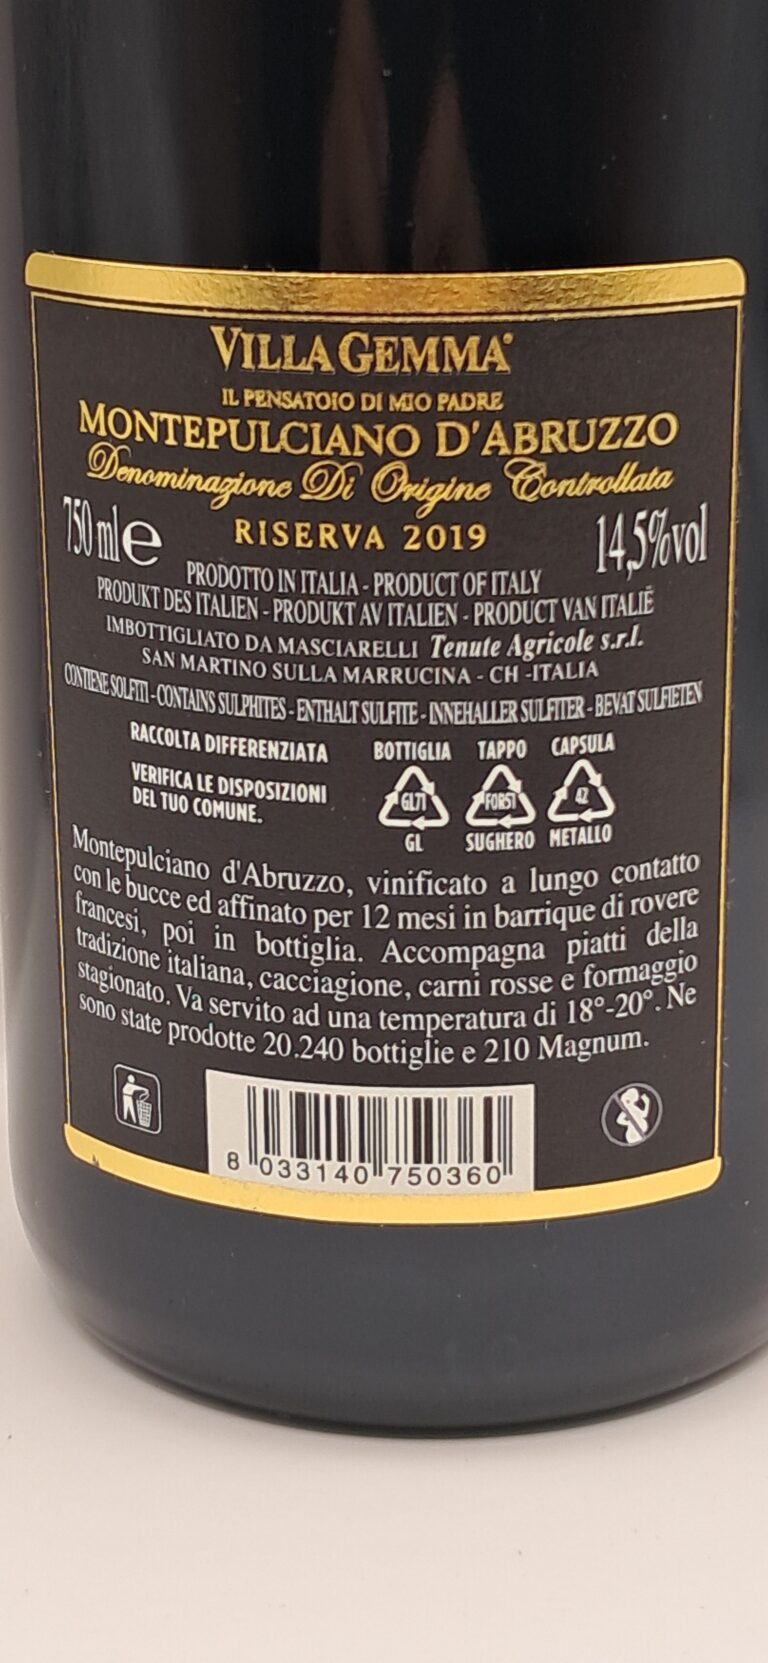 VILLA GEMMA®
IL PENSATOIO DI MIO PADRE
MONTEPULCIANO D'ABRUZZO
Denominazione Di Origine Controllata
750 ml e RISERVA 2019 14,5%vol
PRODOTTO IN ITALIA - PRODUCT OF ITALY
PRODUKT DES ITALIEN - PRODUKT AV ITALIEN - PRODUCT VAN ITALIË
IMBOTTIGLIATO DA MASCIARELLI Tenute Agricole s.r.l.
SAN MARTINO SULLA MARRUCINA - CH -ITALIA
CONTIENE SOLFITI - CONTAINS SULPHITES - ENTHALT SULFITE - INNEHALLER SULFITER - BEVAT SULFIETEN
RACCOLTA DIFFERENZIATA
VERIFICA LE DISPOSIZIONI
DEL TUO COMUNE.
BOTTIGLIA TAPPO CAPSULA
GL71 FOR51 42
GL SUGHERO METALLO
Montepulciano d'Abruzzo, vinificato a lungo contatto
con le bucce ed affinato per 12 mesi in barrique di rovere
francesi, poi in bottiglia. Accompagna piatti della
tradizione italiana, cacciagione, carni rosse e formaggio
stagionato. Va servito ad una temperatura di 18°-20°. Ne
sono state prodotte 20.240 bottiglie e 210 Magnum.
8 033140 750360